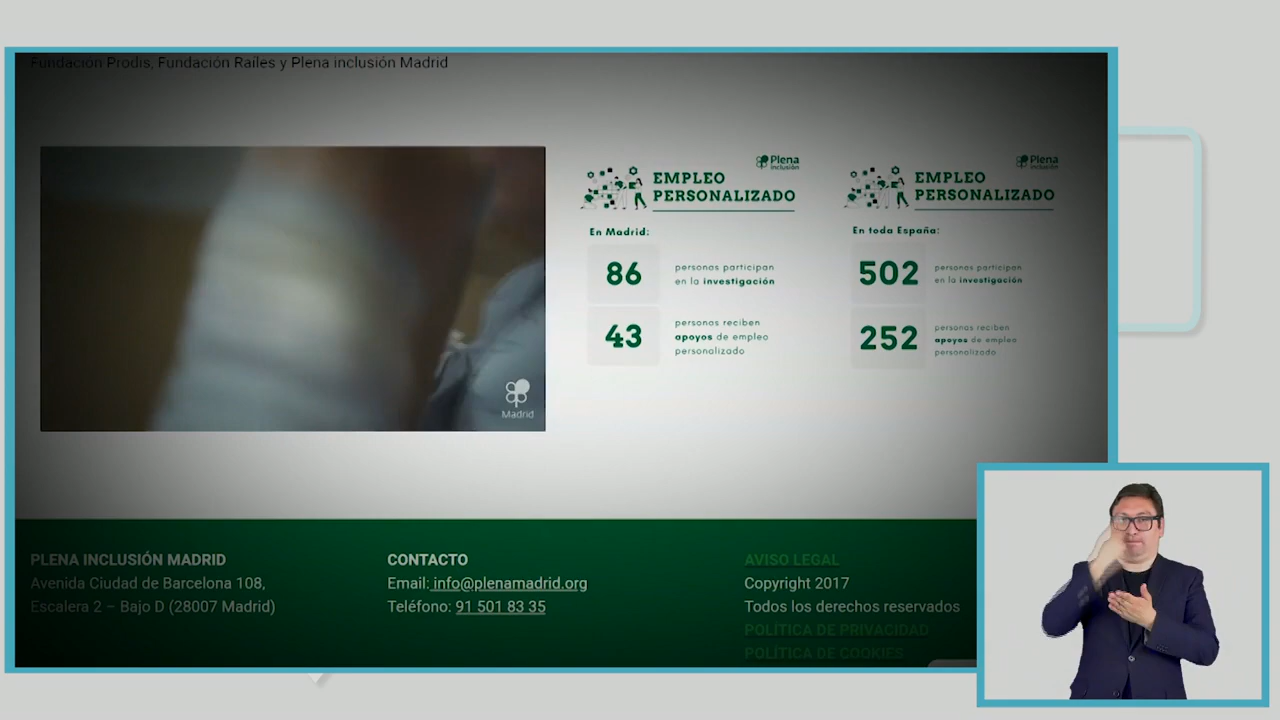 Fundación Prodis, Fundación Raíles y Plena inclusión Madrid
Madrid
Plena
inclusión
EMPLEO
PERSONALIZADO
En Madrid:
86
personas participan
en la investigación
43
personas reciben
apoyos de empleo
personalizado
Plena
inclusión
EMPLEO
PERSONALIZADO
En toda España:
502
personas participan
en la investigación
252
personas reciben
apoyos de empleo
personalizado
PLENA INCLUSIÓN MADRID
Avenida Ciudad de Barcelona 108,
Escalera 2 – Bajo D (28007 Madrid)
CONTACTO
Email: info@plenamadrid.org
Teléfono: 91 501 83 35
AVISO LEGAL
Copyright 2017
Todos los derechos reservados
POLÍTICA DE PRIVACIDAD
POLÍTICA DE COOKIES